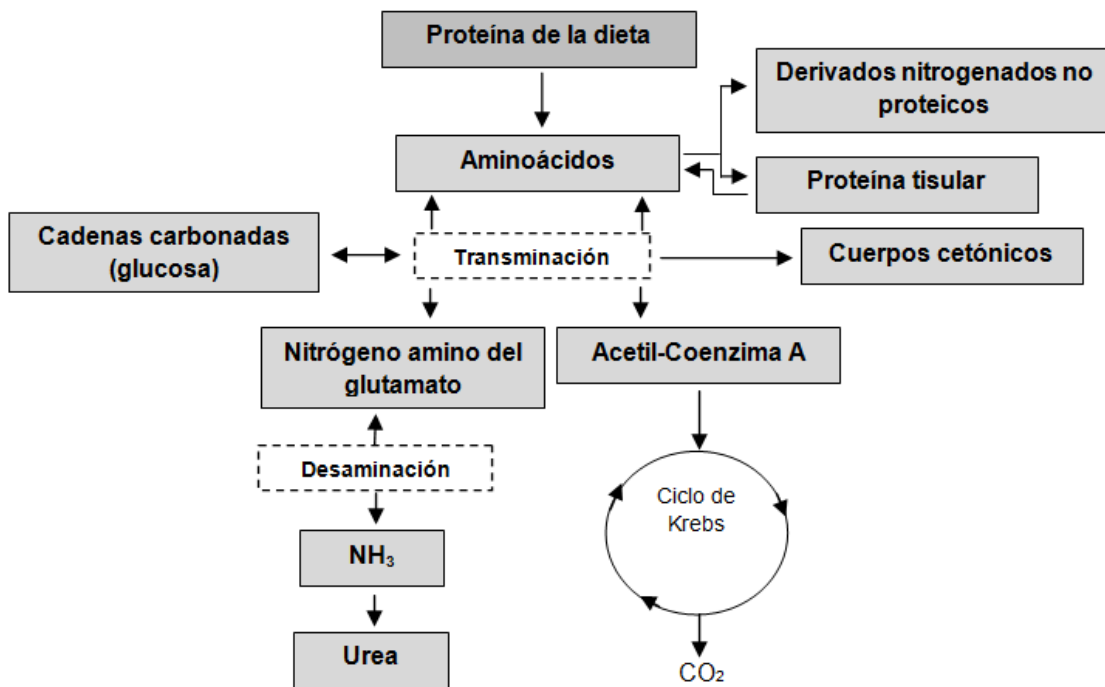 Proteína de la dieta
Derivados nitrogenados no
proteicos
Aminoácidos
Proteína tisular
Cadenas carbonadas
(glucosa)
Transminación
Cuerpos cetónicos
Nitrógeno amino del
glutamato
Acetil-Coenzima A
Desaminación
Ciclo de
Krebs
NH₃
Urea
CO₂